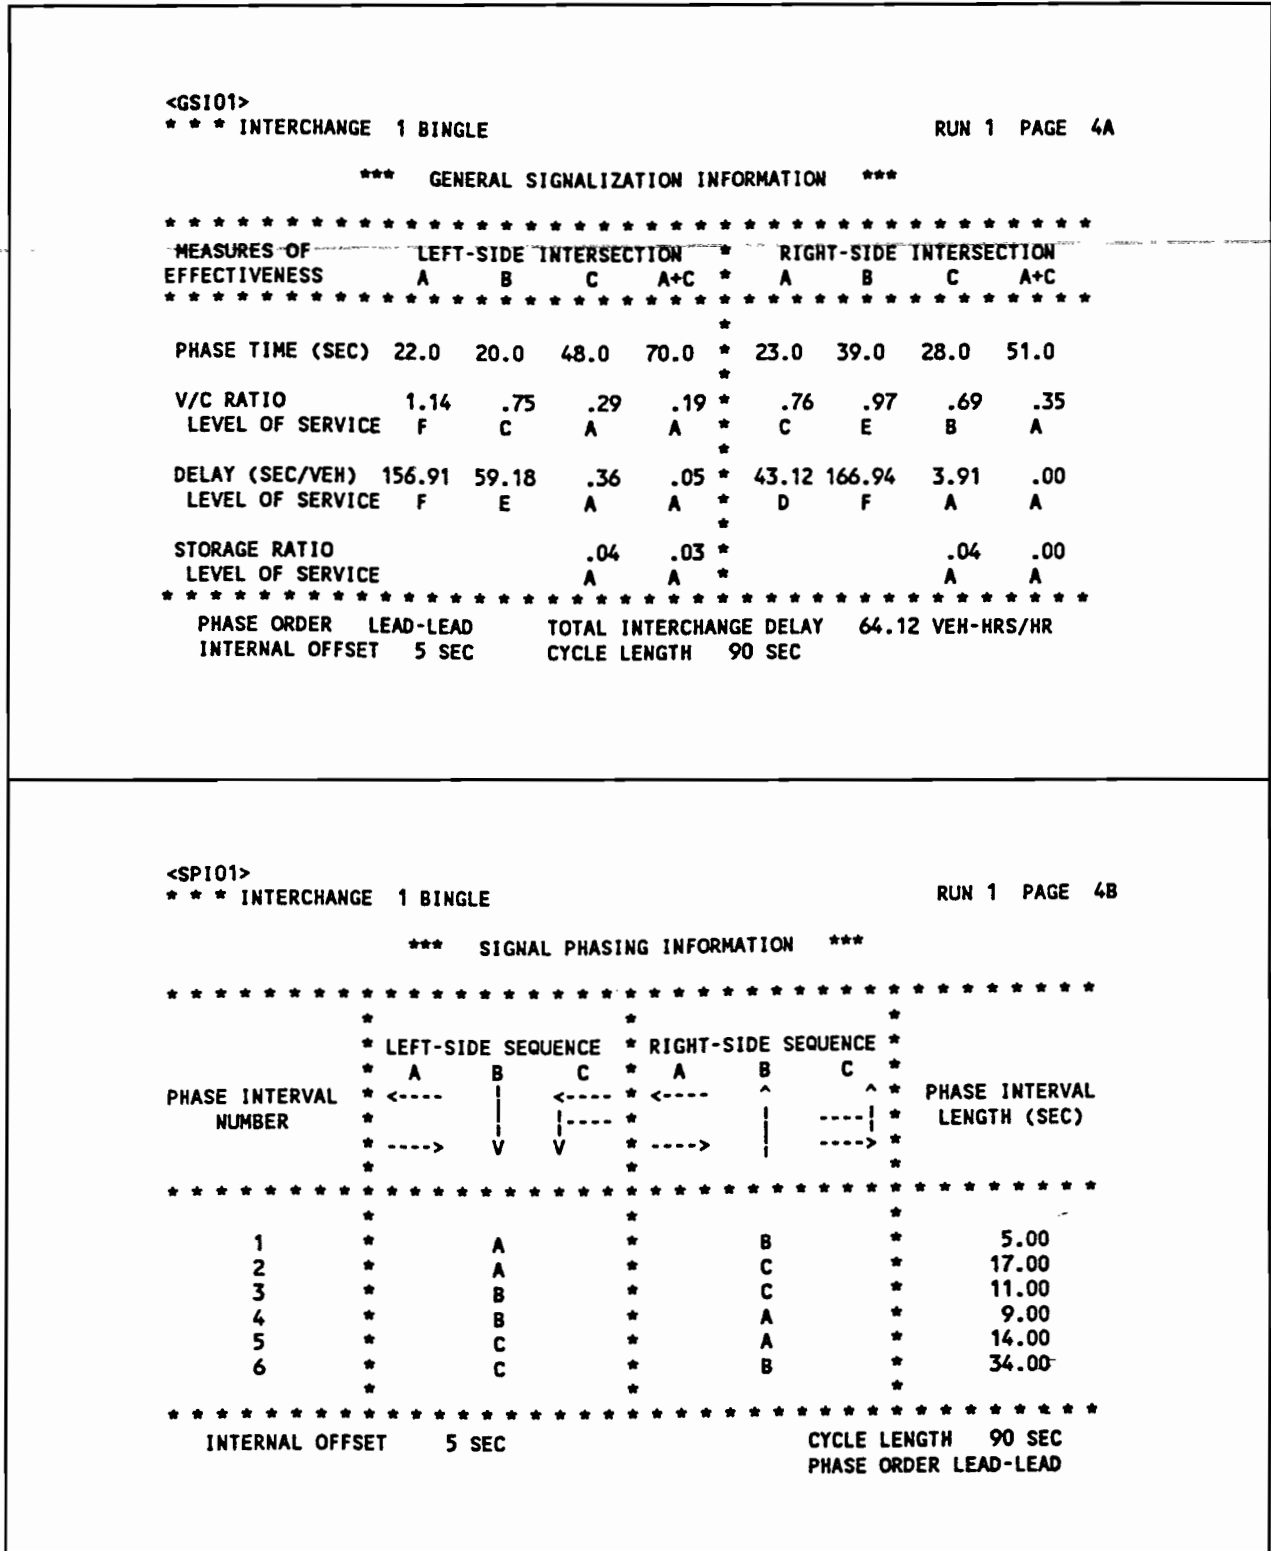 <GSI01>
* * * INTERCHANGE 1 BINGLE RUN 1 PAGE 4A
*** GENERAL SIGNALIZATION INFORMATION ***
* * * * * * * * * * * * * * * * * * * * * * * * * * * * * * * * * * * * * * *
MEASURES OF LEFT-SIDE INTERSECTION * RIGHT-SIDE INTERSECTION
EFFECTIVENESS A B C A+C * A B C A+C
* * * * * * * * * * * * * * * * * * * * * * * * * * * * * * * * * * * * * * *
*
PHASE TIME (SEC) 22.0 20.0 48.0 70.0 * 23.0 39.0 28.0 51.0
*
V/C RATIO 1.14 .75 .29 .19 * .76 .97 .69 .35
LEVEL OF SERVICE F C A A * C E B A
*
DELAY (SEC/VEH) 156.91 59.18 .36 .05 * 43.12 166.94 3.91 .00
LEVEL OF SERVICE F E A A * D F A A
*
STORAGE RATIO .04 .03 * .04 .00
LEVEL OF SERVICE A A * A A
* * * * * * * * * * * * * * * * * * * * * * * * * * * * * * * * * * * * * * *
PHASE ORDER LEAD-LEAD TOTAL INTERCHANGE DELAY 64.12 VEH-HRS/HR
INTERNAL OFFSET 5 SEC CYCLE LENGTH 90 SEC
<SPI01>
* * * INTERCHANGE 1 BINGLE RUN 1 PAGE 4B
*** SIGNAL PHASING INFORMATION ***
* * * * * * * * * * * * * * * * * * * * * * * * * * * * * * * * * * * * * * *
* * *
* LEFT-SIDE SEQUENCE * RIGHT-SIDE SEQUENCE *
* A B C * A B C *
PHASE INTERVAL * <---- | <---- * <---- ^ ^ * PHASE INTERVAL
NUMBER * | |---- * | ----| * LENGTH (SEC)
* ----> V V * ----> | ----> *
* * *
* * * * * * * * * * * * * * * * * * * * * * * * * * * * * * * * * * * * * * *
* * *
1 * A * B * 5.00
2 * A * C * 17.00
3 * B * C * 11.00
4 * B * A * 9.00
5 * C * A * 14.00
6 * C * B * 34.00
* * *
* * * * * * * * * * * * * * * * * * * * * * * * * * * * * * * * * * * * * * *
INTERNAL OFFSET 5 SEC CYCLE LENGTH 90 SEC
PHASE ORDER LEAD-LEAD